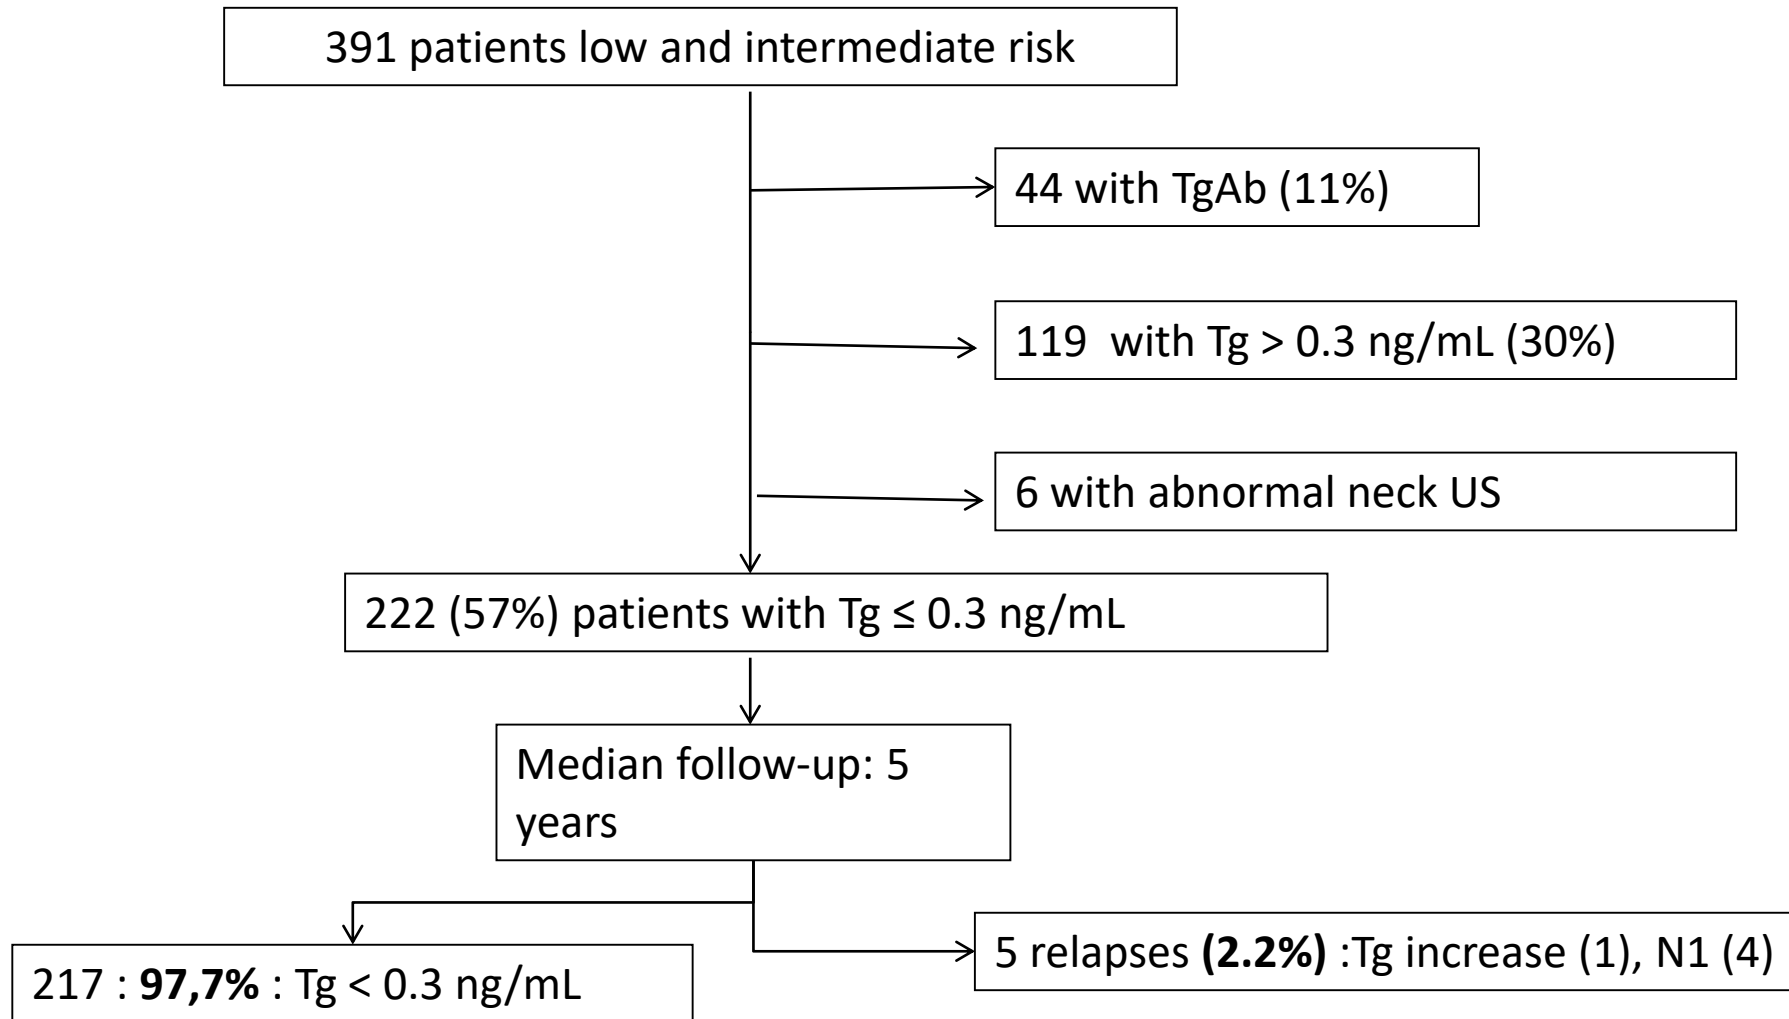 391 patients low and intermediate risk
44 with TgAb (11%)
119 with Tg > 0.3 ng/mL (30%)
6 with abnormal neck US
222 (57%) patients with Tg ≤ 0.3 ng/mL
Median follow-up: 5
years
217 : 97,7% : Tg < 0.3 ng/mL
5 relapses (2.2%) :Tg increase (1), N1 (4)